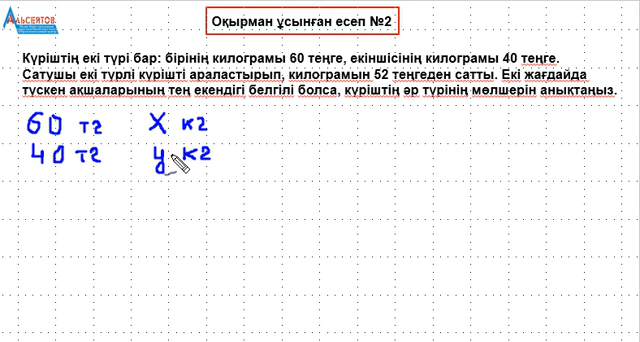 АЛЬСЕИТОВ
Оқырман ұсынған есеп №2
Күріштің екі түрі бар: бірінің килограмы 60 теңге, екіншісінің килограмы 40 теңге.
Сатушы екі түрлі күрішті араластырып, килограмын 52 теңгеден сатты. Екі жағдайда
түскен ақшаларының тең екендігі белгілі болса, күріштің әр түрінің мөлшерін анықтаңыз.
60 тг х кг
40 тг у кг